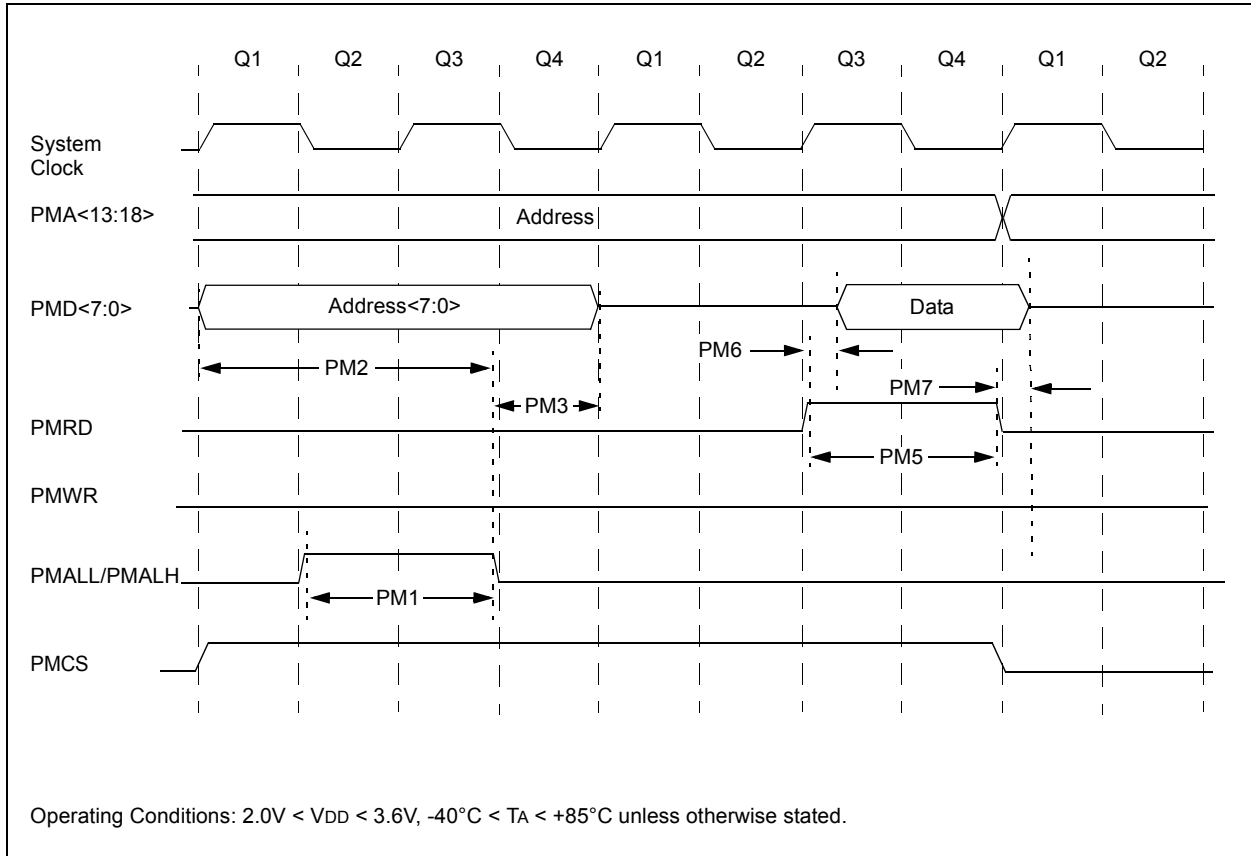 Q1 Q2 Q3 Q4 Q1 Q2 Q3 Q4 Q1 Q2
System
Clock
PMA<13:18>
Address
PMD<7:0>
Address<7:0>
Data
PM2
PM6
PM3
PM7
PMRD
PM5
PMWR
PMALL/PMALH
PM1
PMCS
Operating Conditions: 2.0V < VDD < 3.6V, -40°C < TA < +85°C unless otherwise stated.